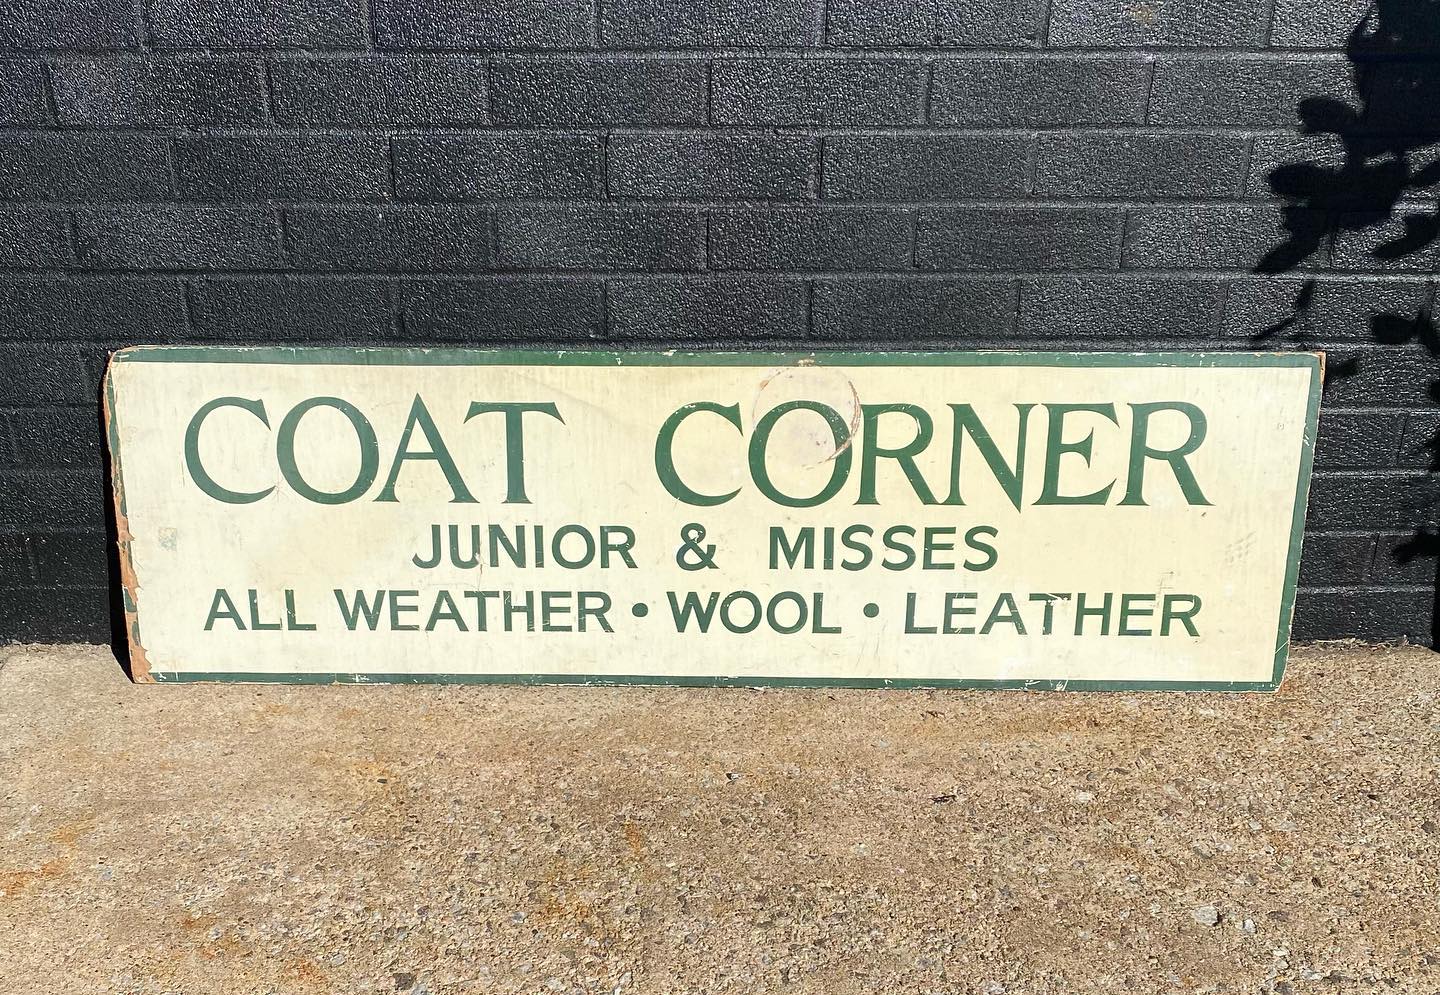 COAT CORNER
JUNIOR & MISSES
ALL WEATHER • WOOL • LEATHER